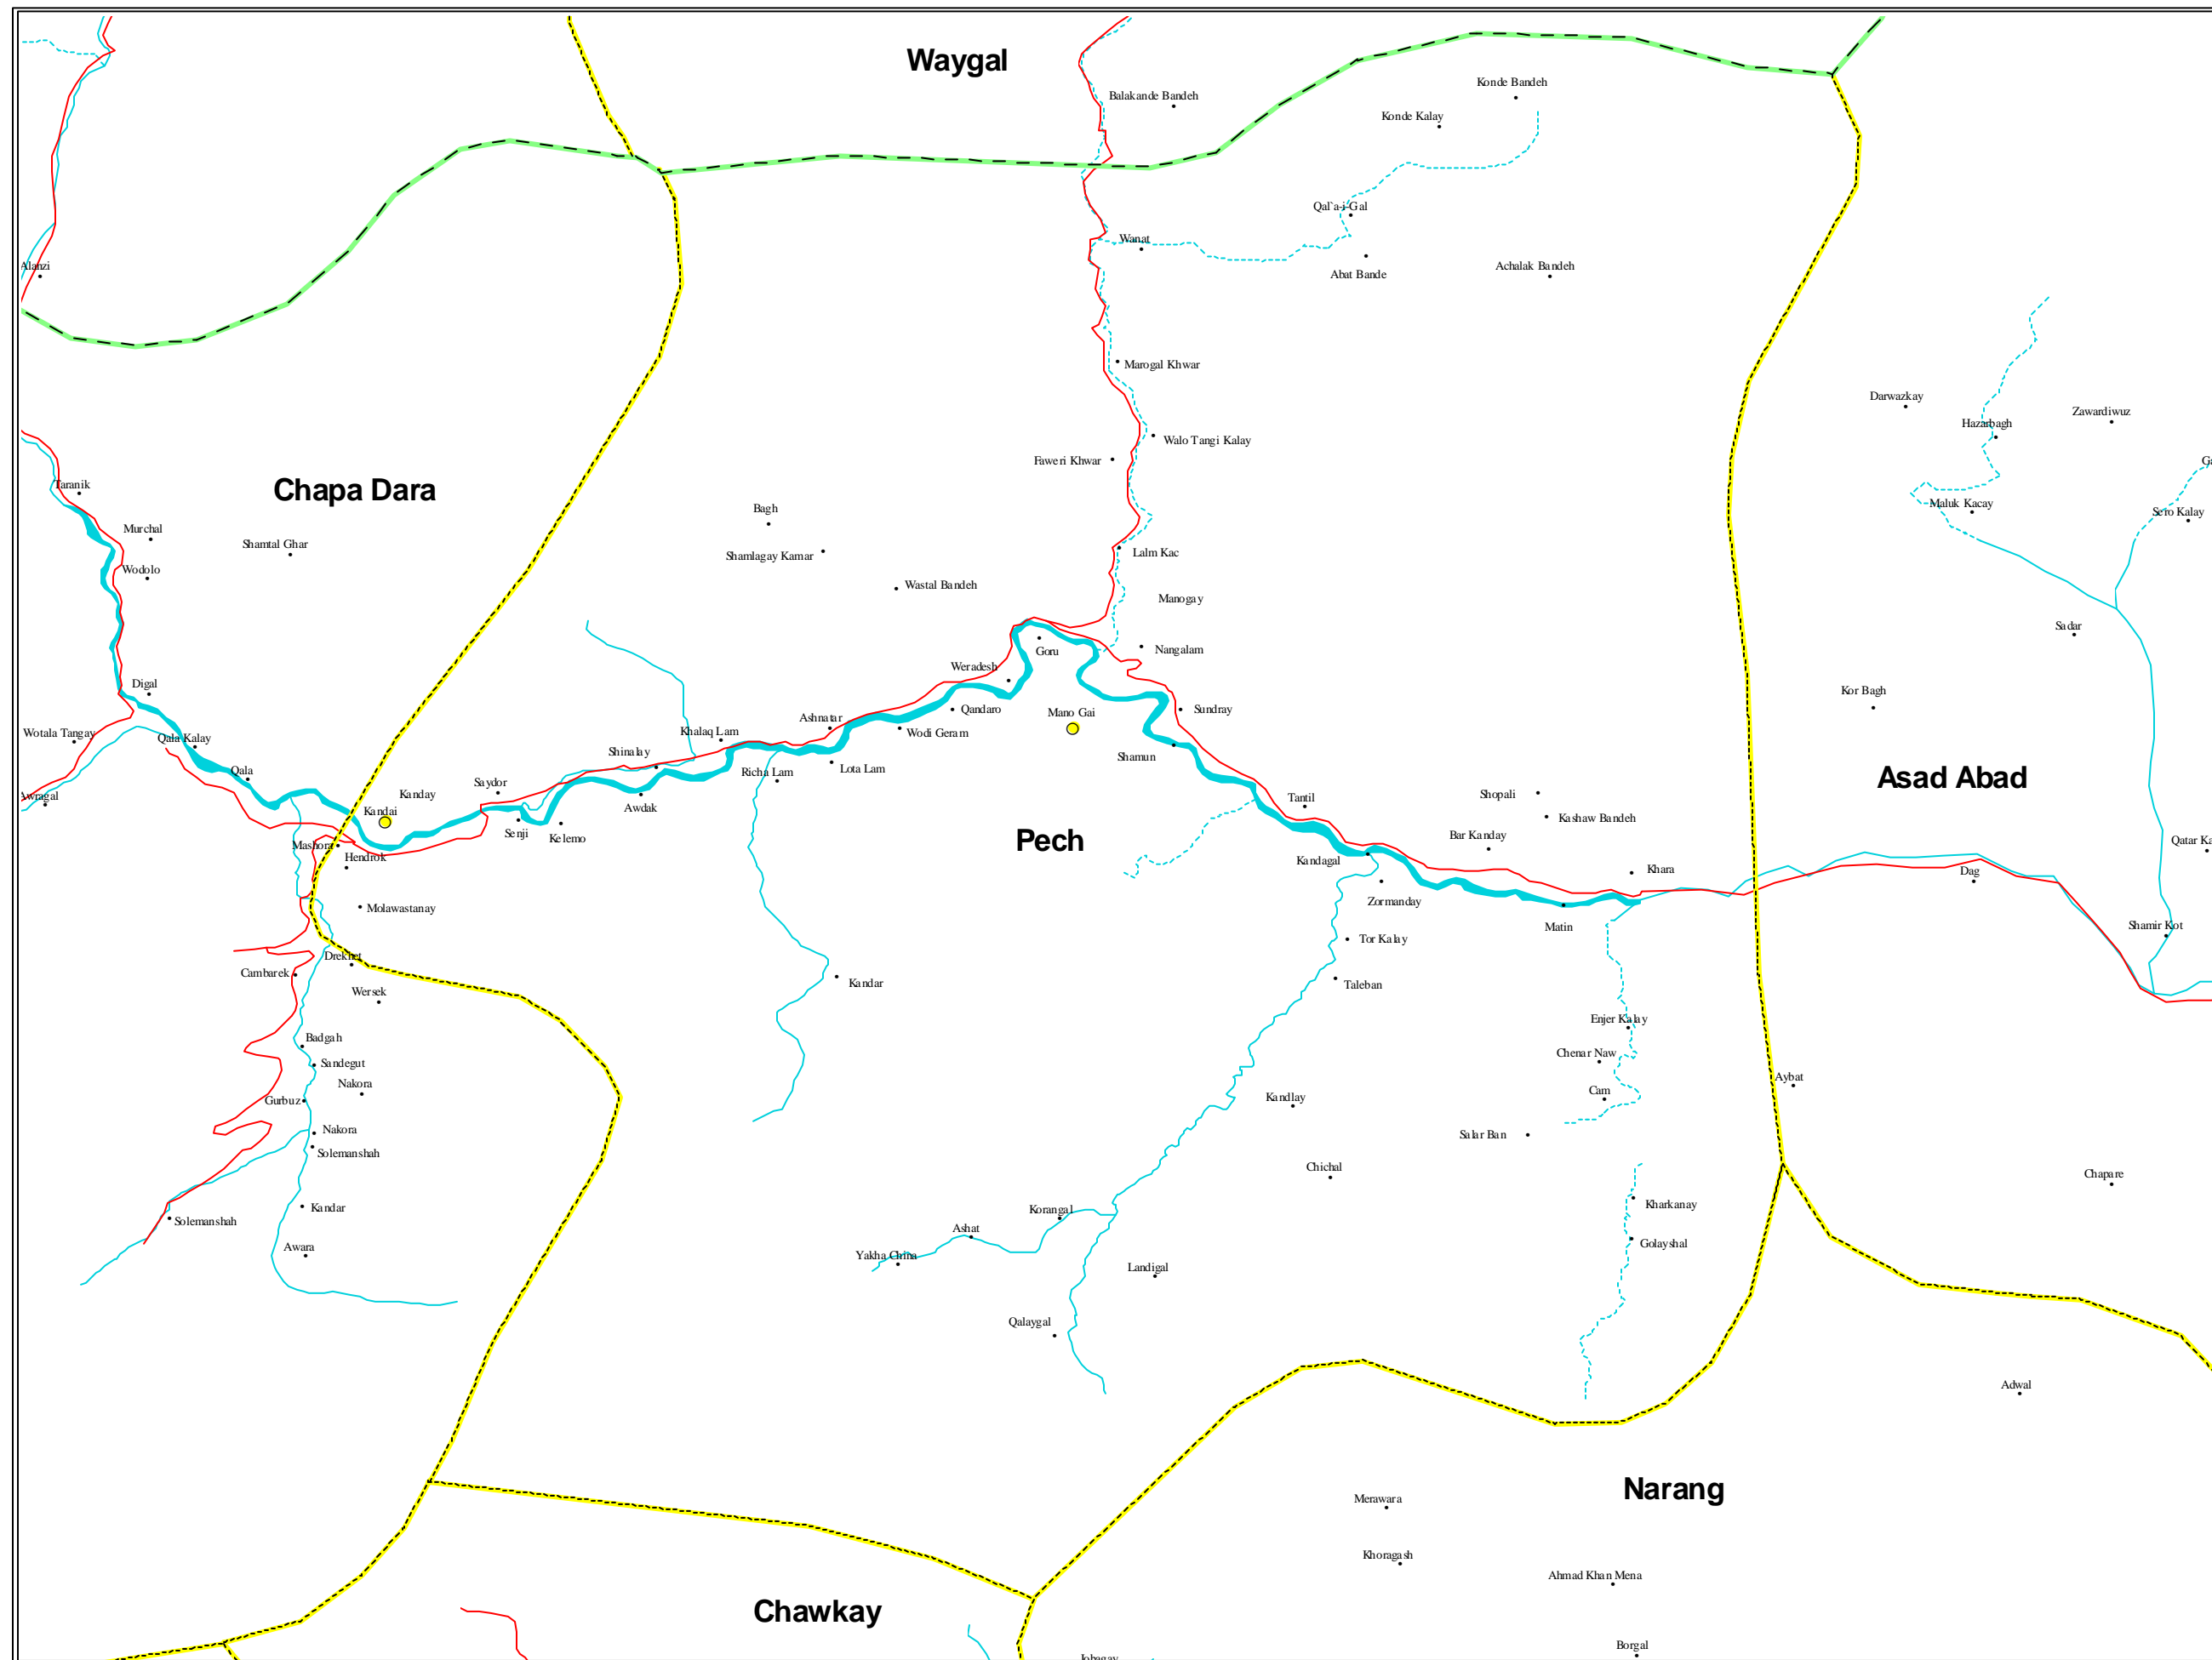 Waygal
Konde Bandeh
Balakande Bandeh
Konde Kalay
Qal`a-i-Gal
Wanat
Alanzi
Abat Bande
Achalak Bandeh
Marogal Khwar
Darwazkay
Zawardiwuz
Hazarbagh
Walo Tangi Kalay
Faweri Khwar
Taranik
Chapa Dara
Bagh
Maluk Kacay
Sero Kalay
Murchal
Shamtal Ghar
Shamlagay Kamar
Lalm Kac
Wodolo
Wastal Bandeh
Manogay
Sadar
Goru
Nangalam
Weradesh
Digal
Kor Bagh
Qandaro
Mano Gai
Sundray
Ashnatar
Wotala Tangay
Qala Kalay
Khalaq Lam
Wodi Geram
Shinalay
Shamun
Qala
Richa Lam
Lota Lam
Asad Abad
Saydor
Awragal
Kanday
Kandai
Awdak
Tantil
Shopali
Kashaw Bandeh
Senji
Kelemo
Pech
Bar Kanday
Mashora
Hendrok
Kandagal
Khara
Dag
Zormanday
Molawastanay
Matin
Shamir Kot
Tor Kalay
Drekhet
Cambarek
Kandar
Taleban
Wersek
Enjer Kalay
Badgah
Chenar Naw
Sandegut
Nakora
Aybat
Gurbuz
Kandlay
Cam
Nakora
Salar Ban
Solemanshah
Chichal
Chapare
Kandar
Korangal
Kharkanay
Solemanshah
Ashat
Awara
Yakha China
Golayshal
Landigal
Qalaygal
Adwal
Narang
Merawara
Khoragash
Ahmad Khan Mena
Chawkay
Borgal